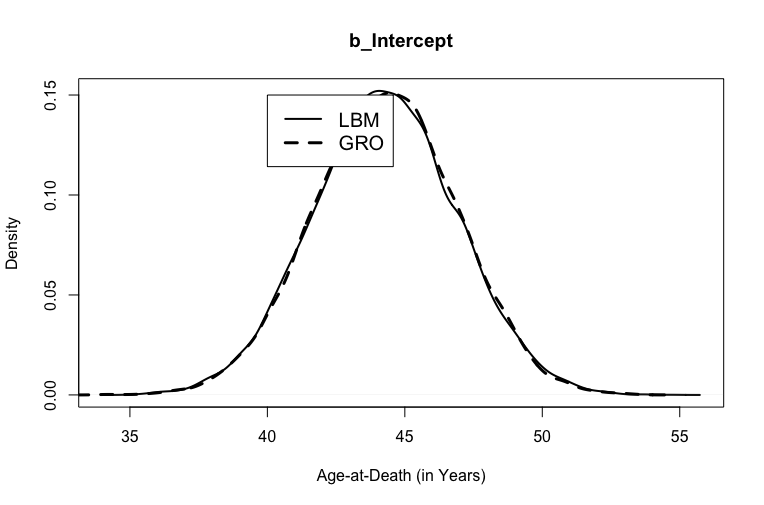 b_Intercept
Density
0.15
0.10
0.05
0.00
LBM
GRO
35 40 45 50 55
Age-at-Death (in Years)